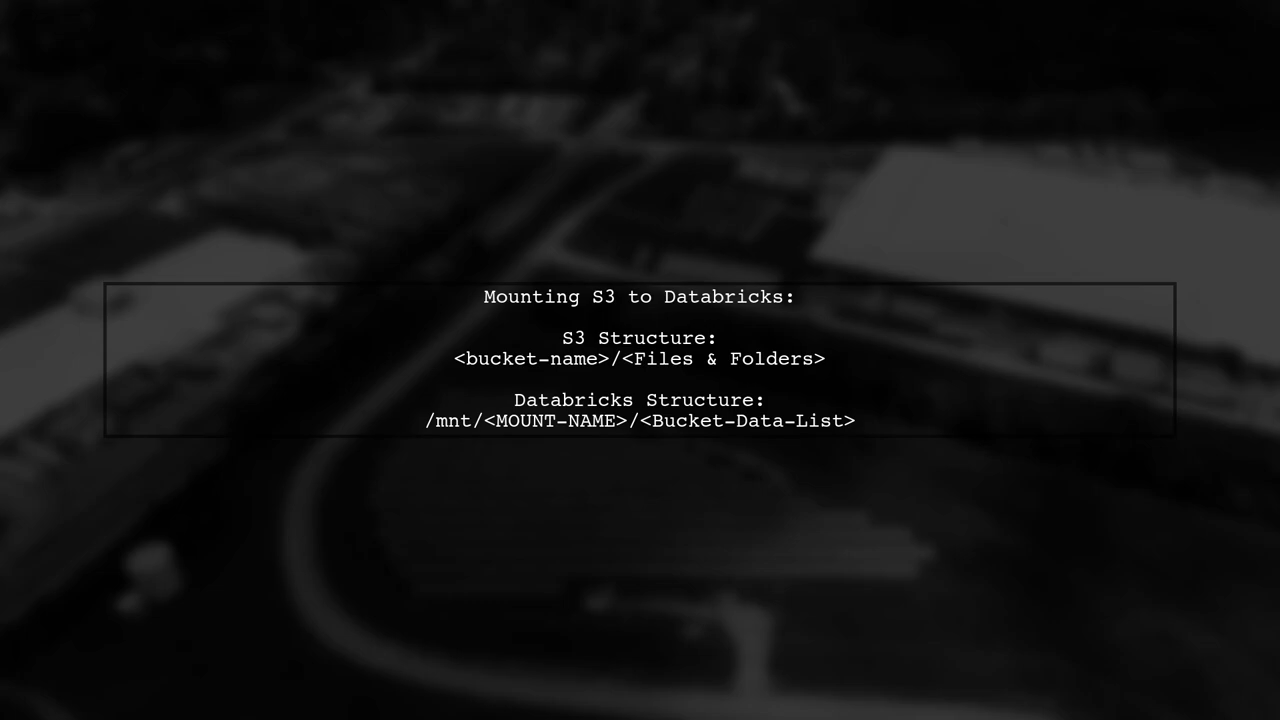 Mounting S3 to Databricks:
S3 Structure:
<bucket-name>/<Files & Folders>
Databricks Structure:
/mnt/<MOUNT-NAME>/<Bucket-Data-List>